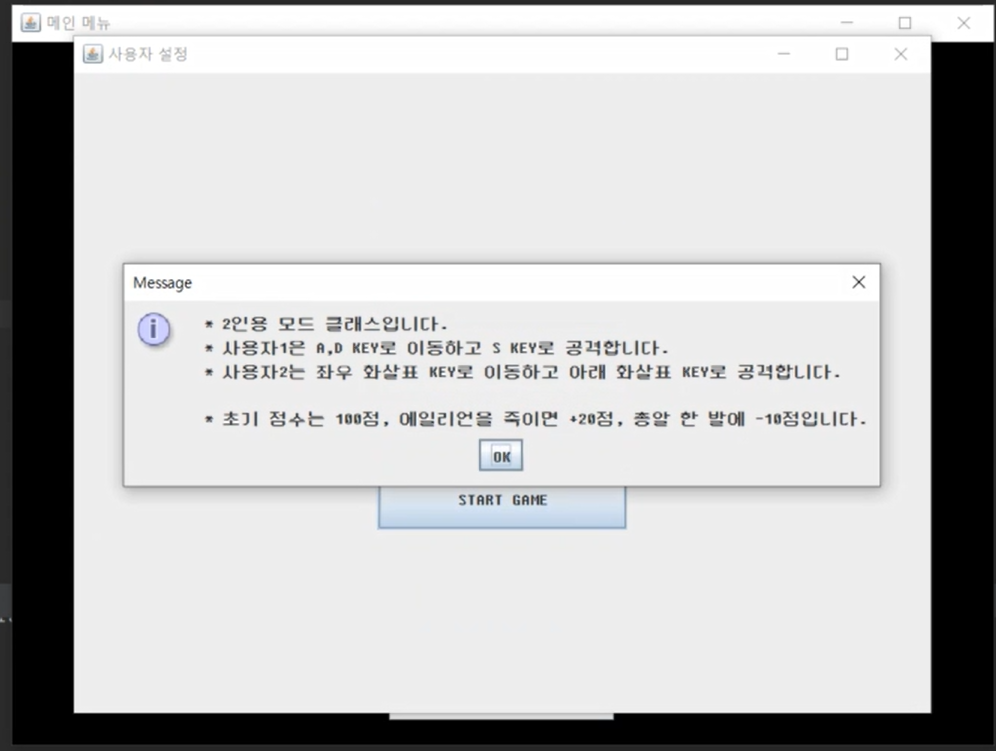 메인 메뉴
사용자 설정
Message
* 2인용 모드 클래스입니다.
* 사용자1은 A,D KEY로 이동하고 S KEY로 공격합니다.
* 사용자2는 좌우 화살표 KEY로 이동하고 아래 화살표 KEY로 공격합니다.
* 초기 점수는 100점, 에일리언을 죽이면 +20점, 총알 한 발에 -10점입니다.
OK
START GAME